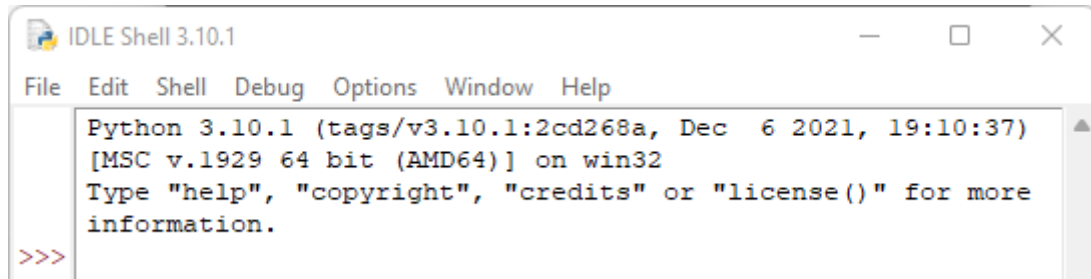 IDLE Shell 3.10.1
File Edit Shell Debug Options Window Help
Python 3.10.1 (tags/v3.10.1:2cd268a, Dec  6 2021, 19:10:37)
[MSC v.1929 64 bit (AMD64)] on win32
Type "help", "copyright", "credits" or "license()" for more
information.
>>>